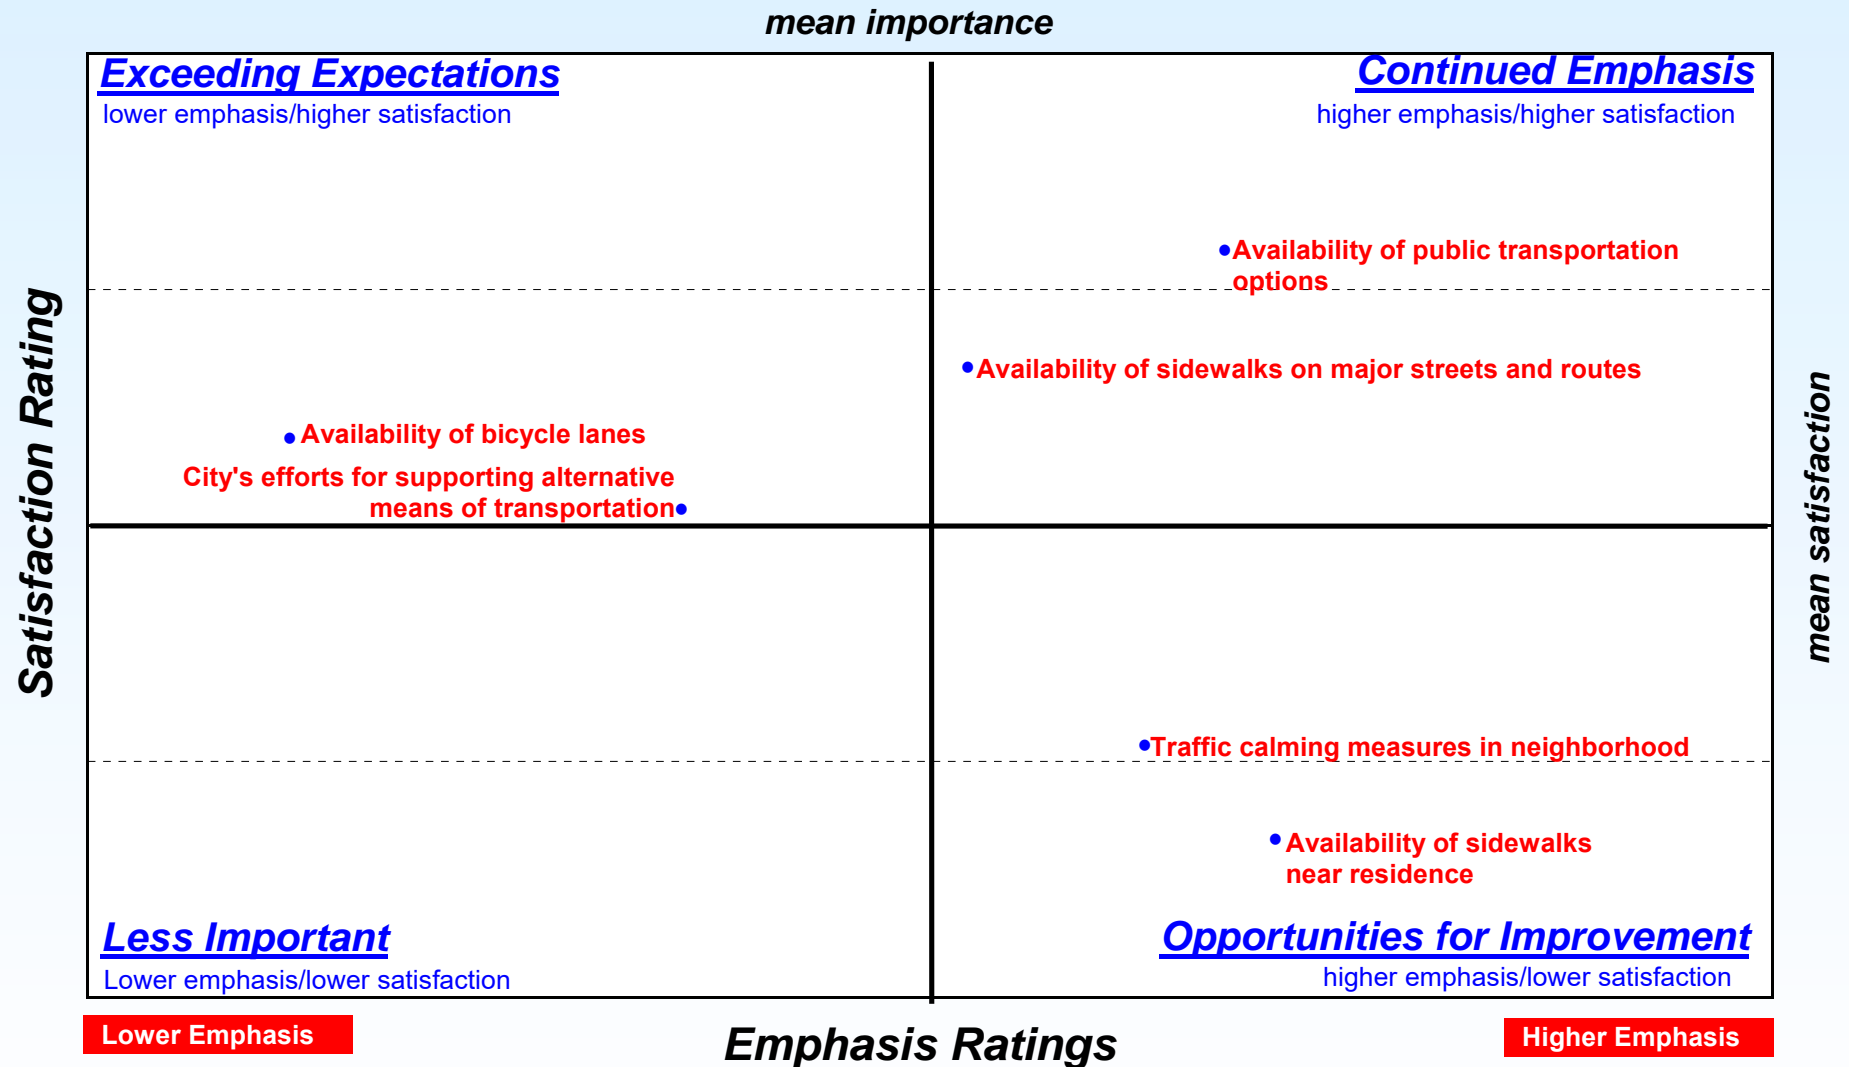 mean importance
Exceeding Expectations
lower emphasis/higher satisfaction
Continued Emphasis
higher emphasis/higher satisfaction
Availability of public transportation
options
Availability of sidewalks on major streets and routes
Availability of bicycle lanes
City's efforts for supporting alternative
means of transportation
Satisfaction Rating
mean satisfaction
Traffic calming measures in neighborhood
Availability of sidewalks
near residence
Less Important
Lower emphasis/lower satisfaction
Opportunities for Improvement
higher emphasis/lower satisfaction
Lower Emphasis
Emphasis Ratings
Higher Emphasis